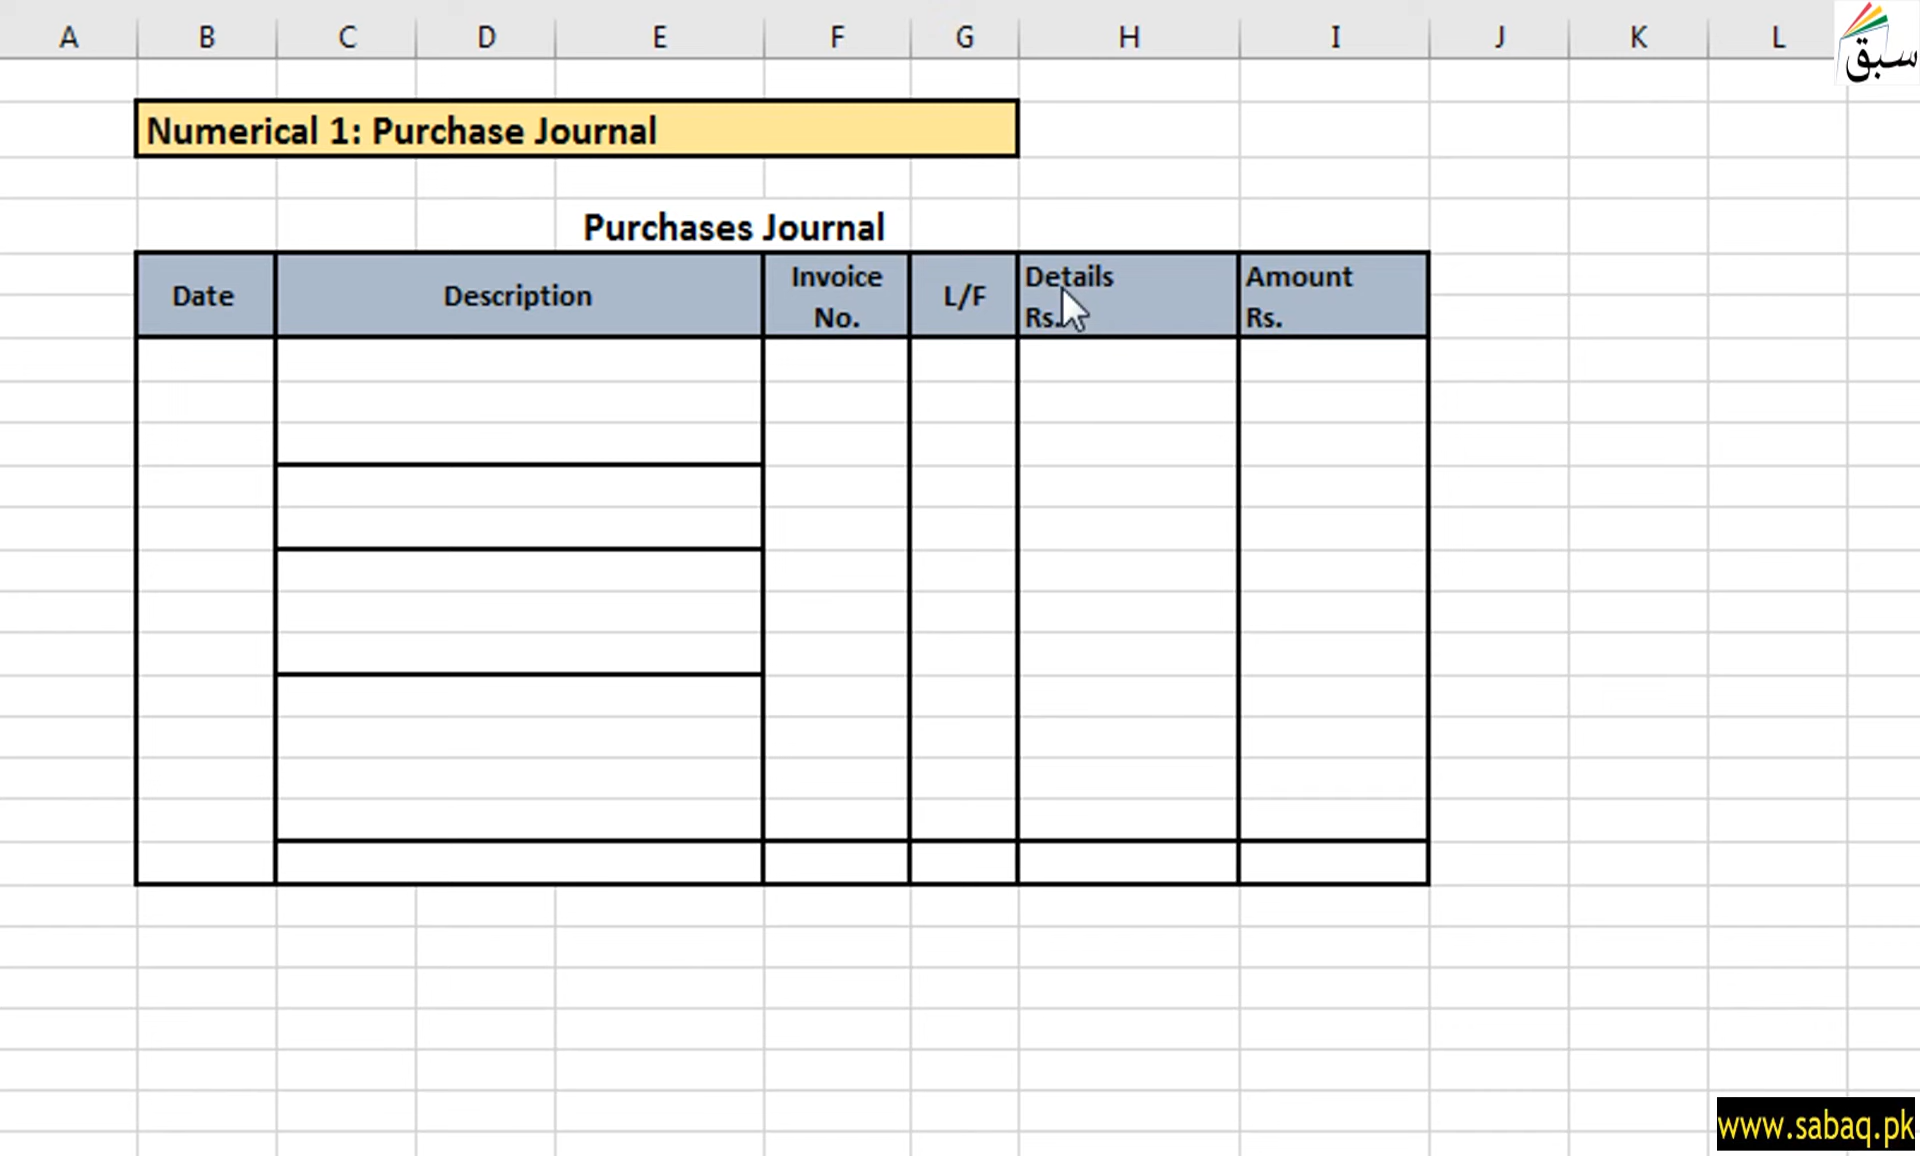 A B C D E F G H I J K L
سبق
Numerical 1: Purchase Journal
Purchases Journal
Date Description Invoice No. L/F Details Rs. Amount Rs.
www.sabaq.pk